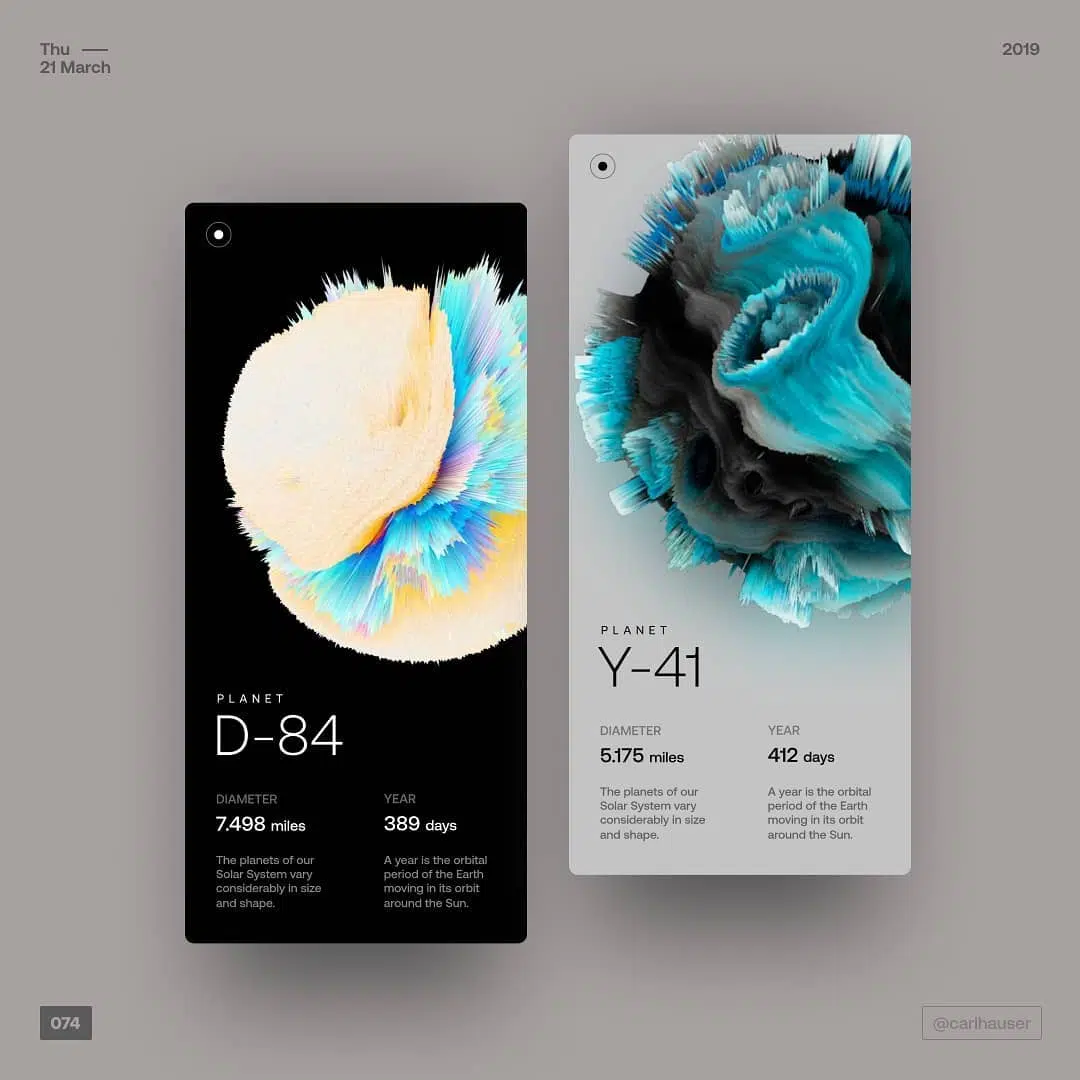 Thu —
21 March
2019
PLANET
D-84
DIAMETER
7.498 miles
The planets of our
Solar System vary
considerably in size
and shape.
YEAR
389 days
A year is the orbital
period of the Earth
moving in its orbit
around the Sun.
PLANET
Y-41
DIAMETER
5.175 miles
The planets of our
Solar System vary
considerably in size
and shape.
YEAR
412 days
A year is the orbital
period of the Earth
moving in its orbit
around the Sun.
074
@carlhauser